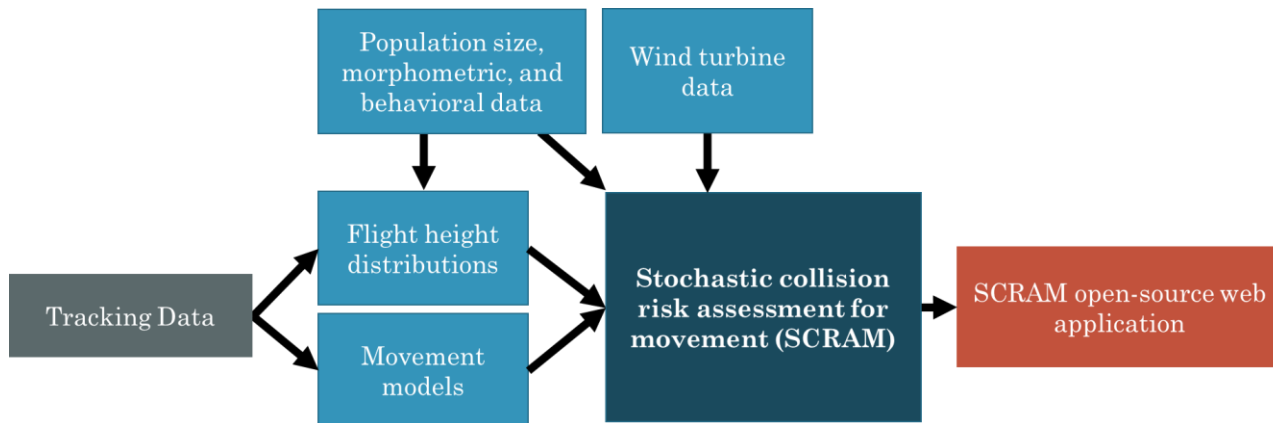 Population size,
morphometric, and
behavioral data
Wind turbine
data
Flight height
distributions
Tracking Data
Movement
models
Stochastic collision
risk assessment for
movement (SCRAM)
SCRAM open-source web
application